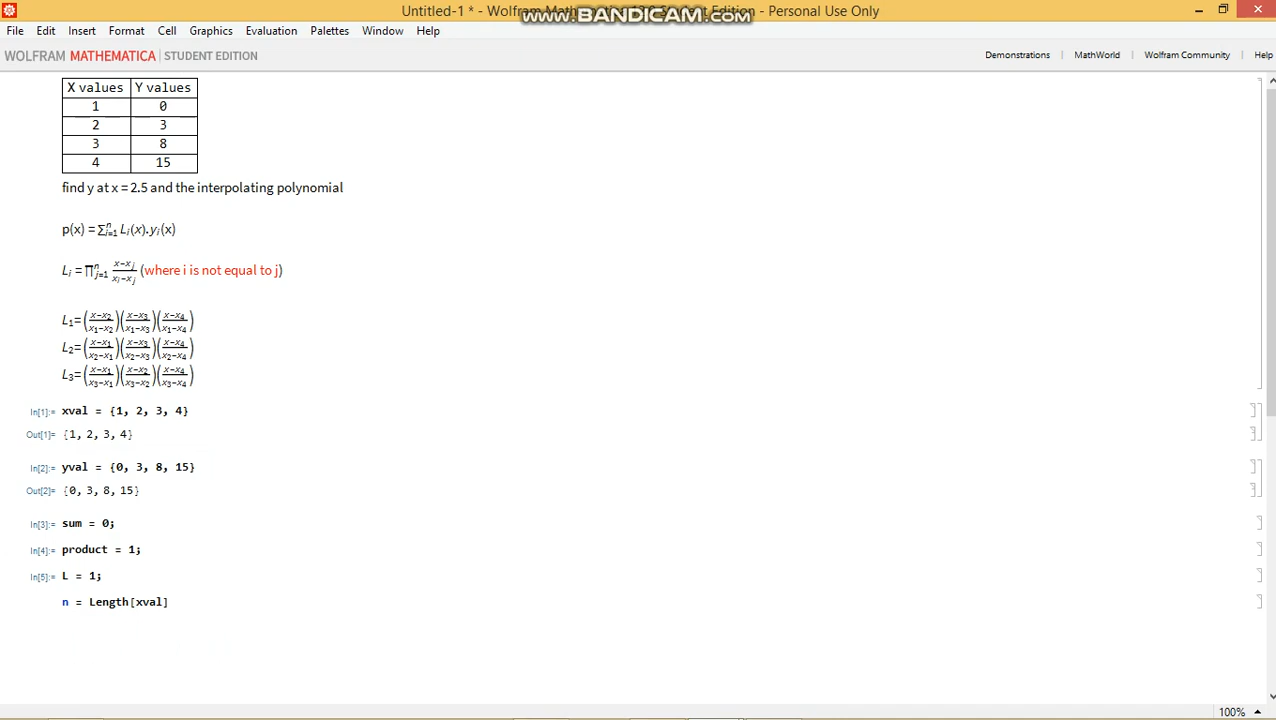 Untitled-1 * - Wolfram Mathematica Student Edition - Personal Use Only
www.BANDICAM.com
File Edit Insert Format Cell Graphics Evaluation Palettes Window Help
WOLFRAM MATHEMATICA | STUDENT EDITION Demonstrations | MathWorld | Wolfram Community | Help
X values Y values
1 0
2 3
3 8
4 15
find y at x = 2.5 and the interpolating polynomial
p(x) = ∑ᵢ₌₁ⁿ Lᵢ(x).yᵢ(x)
Lᵢ = ∏ⱼ₌₁ⁿ (x-xⱼ)/(xᵢ-xⱼ) (where i is not equal to j)
L₁=((x-x₂)/(x₁-x₂))((x-x₃)/(x₁-x₃))((x-x₄)/(x₁-x₄))
L₂=((x-x₁)/(x₂-x₁))((x-x₃)/(x₂-x₃))((x-x₄)/(x₂-x₄))
L₃=((x-x₁)/(x₃-x₁))((x-x₂)/(x₃-x₂))((x-x₄)/(x₃-x₄))
In[1]:= xval = {1, 2, 3, 4}
Out[1]= {1, 2, 3, 4}
In[2]:= yval = {0, 3, 8, 15}
Out[2]= {0, 3, 8, 15}
In[3]:= sum = 0;
In[4]:= product = 1;
In[5]:= L = 1;
n = Length[xval]
100%